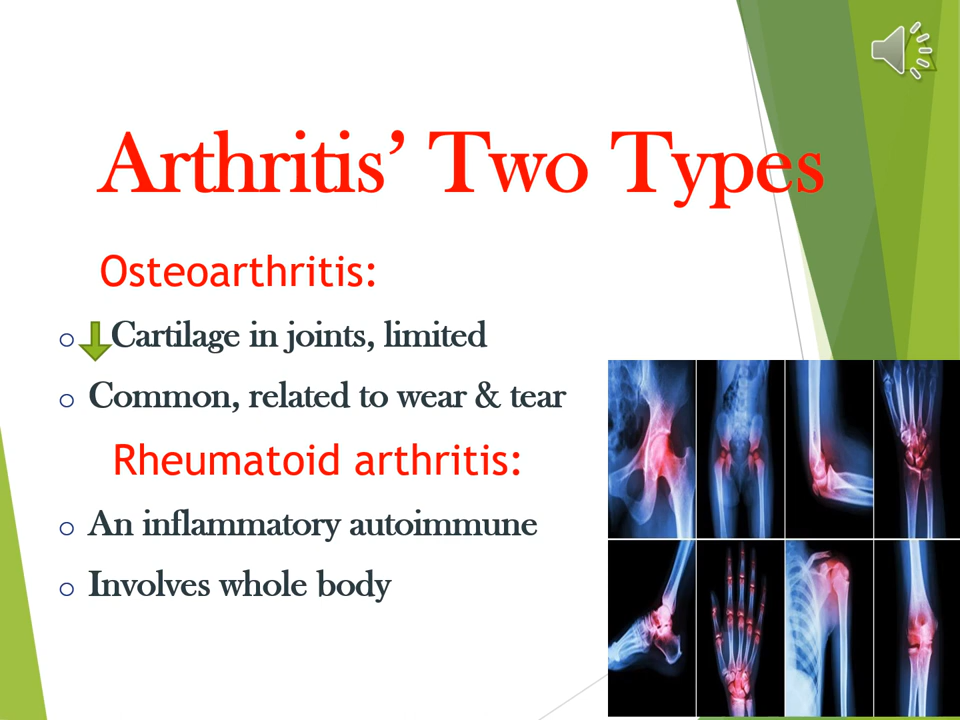 Arthritis’ Two Types
Osteoarthritis:
Cartilage in joints, limited
Common, related to wear & tear
Rheumatoid arthritis:
An inflammatory autoimmune
Involves whole body